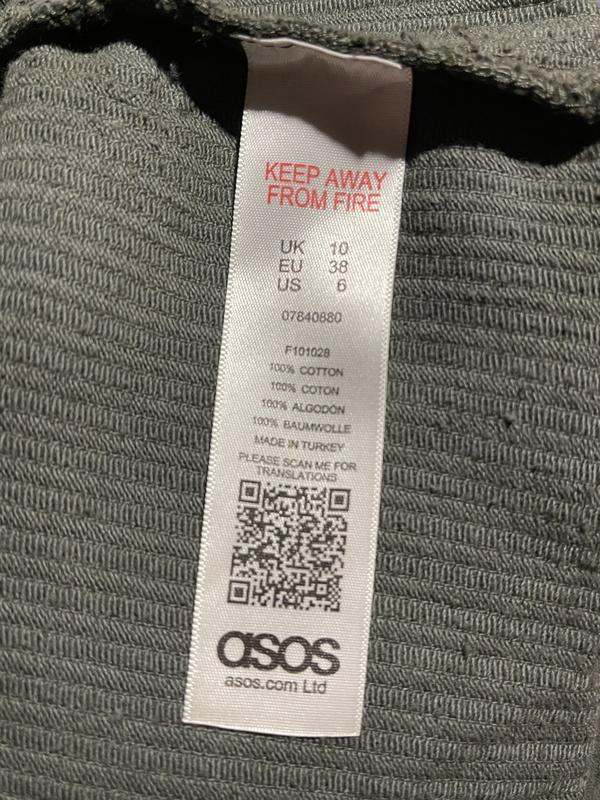 KEEP AWAY
FROM FIRE
UK 10
EU 38
US 6
07840880
F101028
100% COTTON
100% COTON
100% ALGODÓN
100% BAUMWOLLE
MADE IN TURKEY
PLEASE SCAN ME FOR
TRANSLATIONS
asos
asos.com Ltd